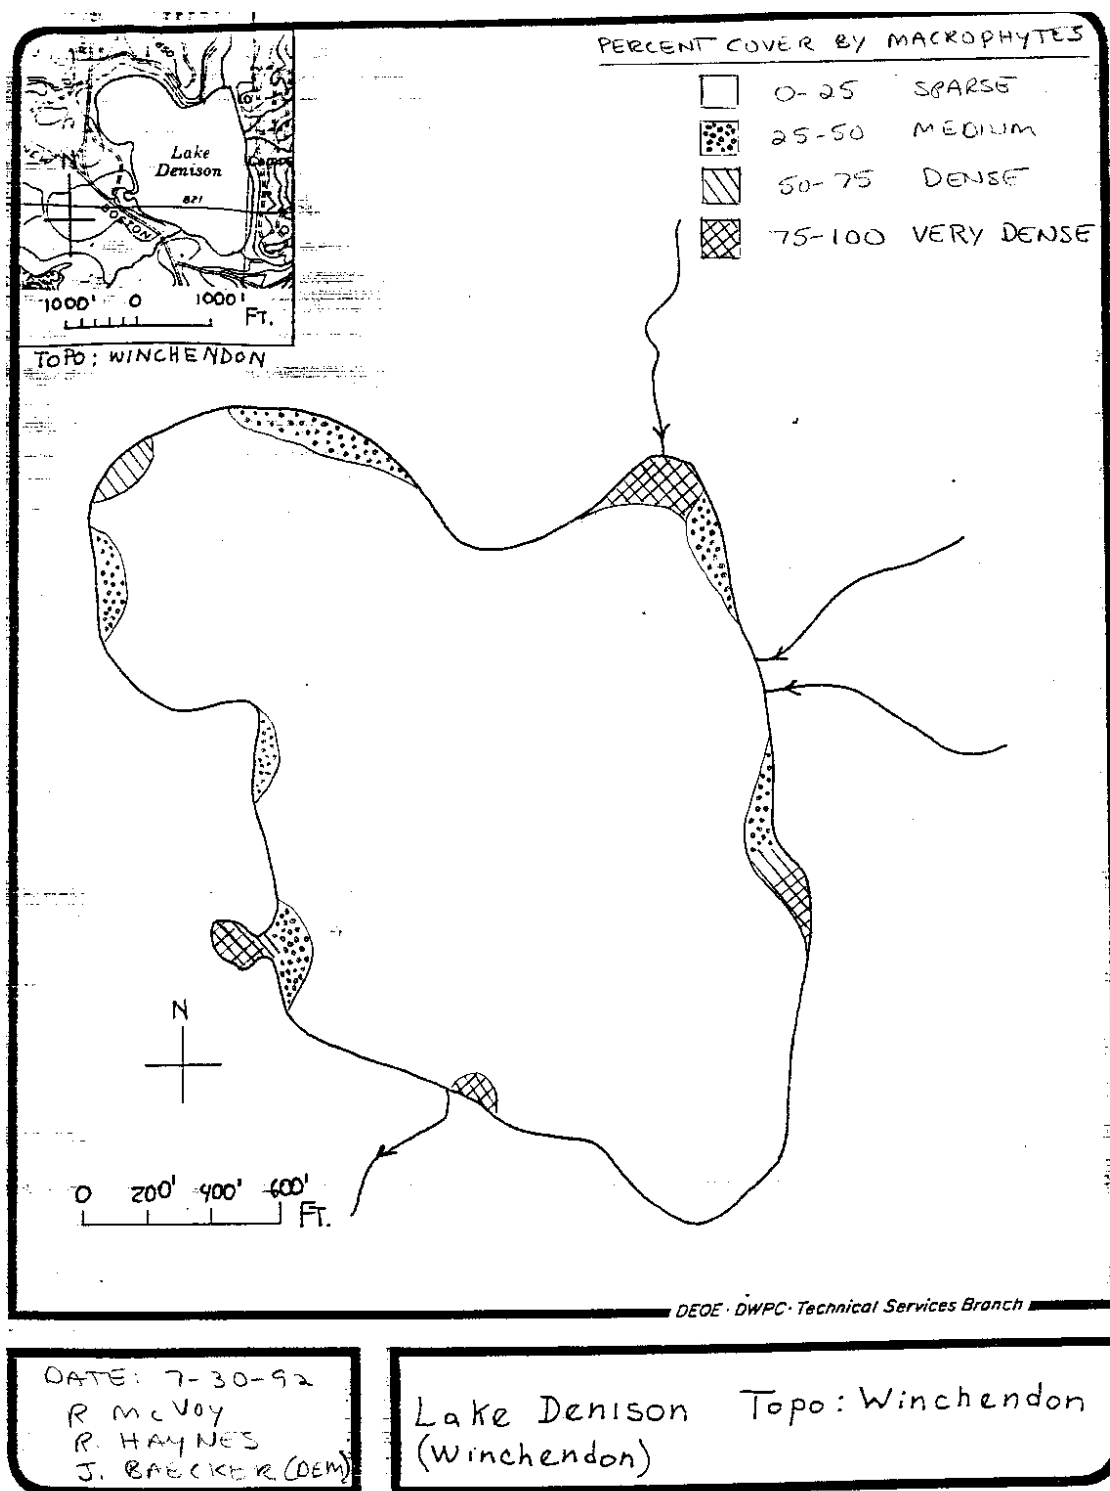 PERCENT COVER BY MACROPHYTES
0-25 SPARSE
25-50 MEDIUM
50-75 DENSE
75-100 VERY DENSE
Lake
Denison
821
N
BOSTON
1000' 0 1000'
FT.
TOPO: WINCHENDON
N
0 200' 400' 600'
FT.
DEQE · DWPC · Technical Services Branch
DATE: 7-30-92
R McVOY
R. HAYNES
J. BAECKER (DEM)
Lake Denison Topo: Winchendon
(Winchendon)